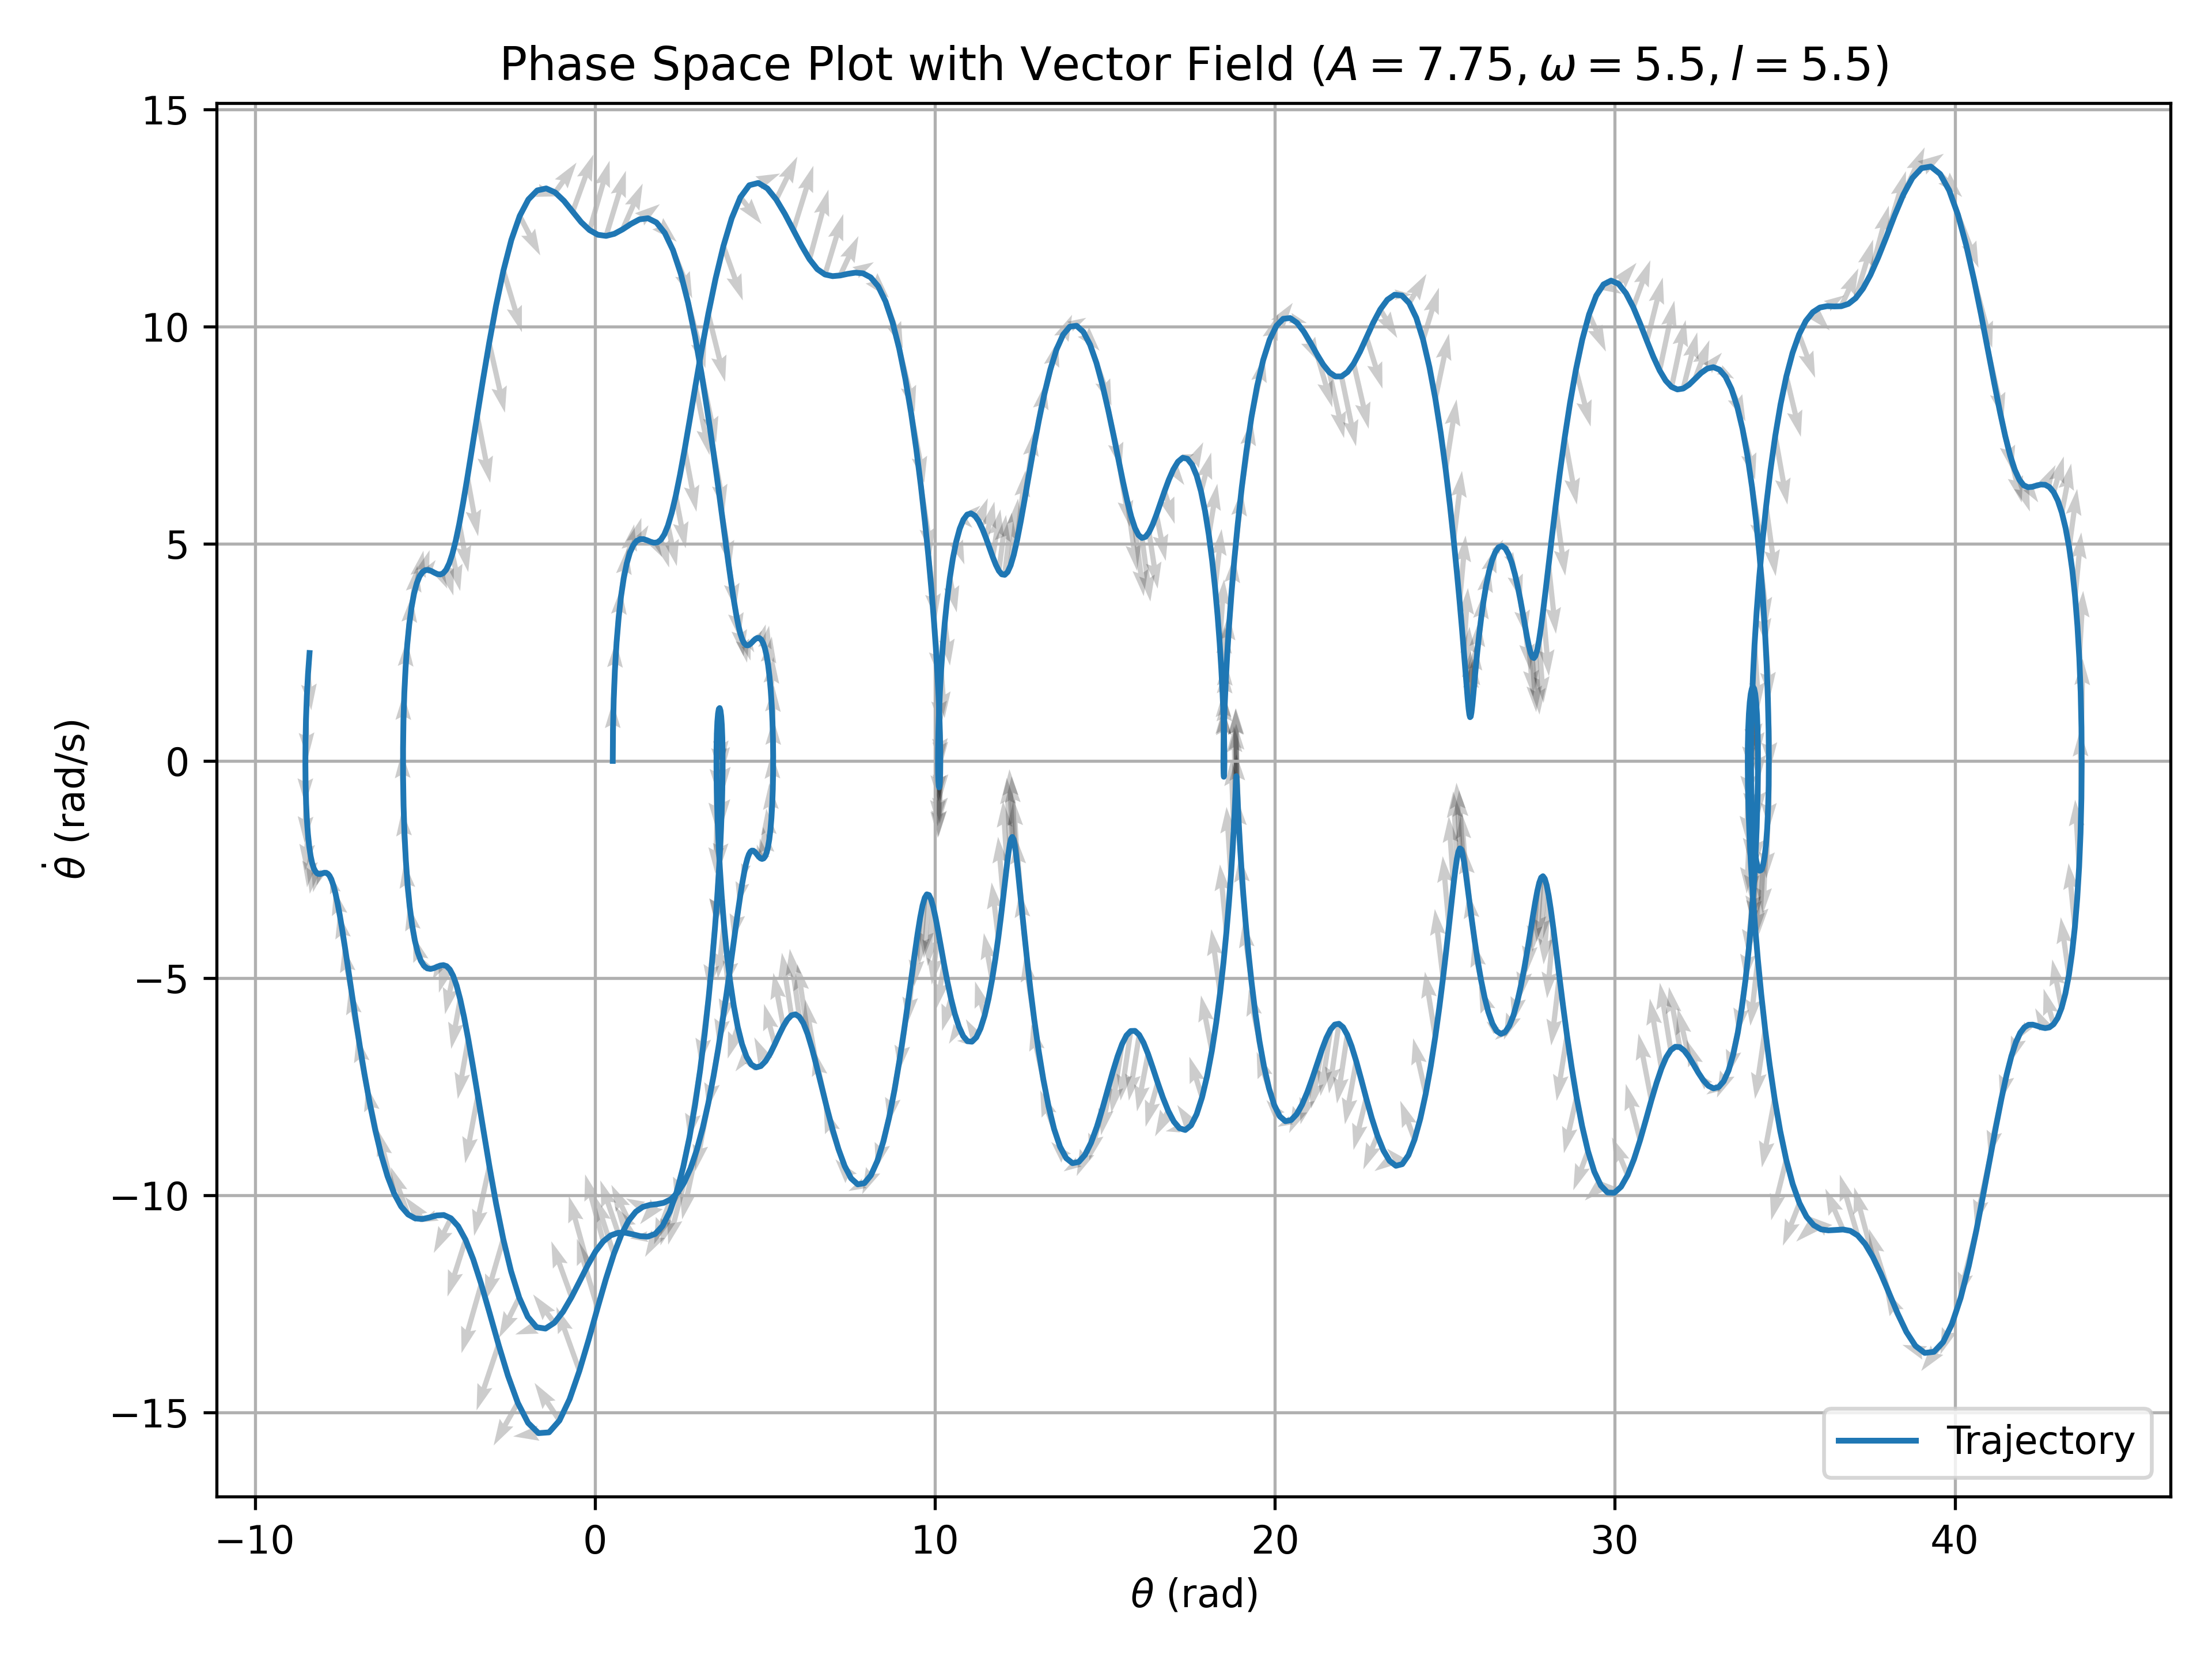 Phase Space Plot with Vector Field (A = 7.75, ω = 5.5, l = 5.5)
15
10
5
0
−5
−10
−15
θ̇ (rad/s)
−10 0 10 20 30 40
θ (rad)
Trajectory